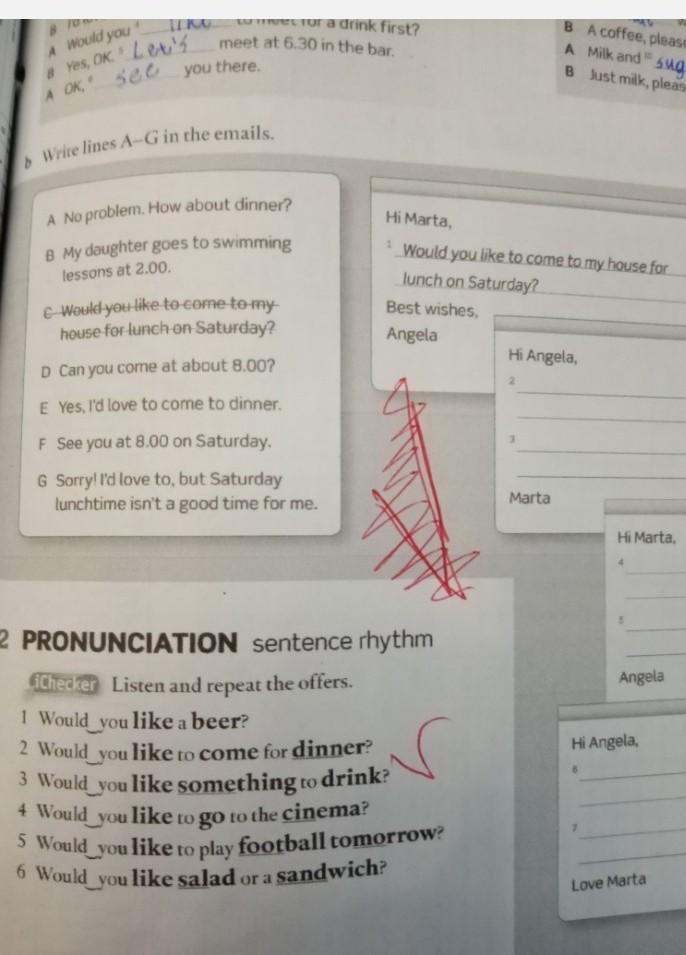 A Would you ⁴ like to meet for a drink first?
B Yes, OK. ⁵ Let's meet at 6.30 in the bar.
A OK, ⁶ see you there.
B A coffee, pleas
A Milk and ¹⁰ sug
B Just milk, pleas
b Write lines A–G in the emails.
A No problem. How about dinner?
B My daughter goes to swimming
lessons at 2.00.
C Would you like to come to my
house for lunch on Saturday?
D Can you come at about 8.00?
E Yes, I'd love to come to dinner.
F See you at 8.00 on Saturday.
G Sorry! I'd love to, but Saturday
lunchtime isn't a good time for me.
Hi Marta,
1 Would you like to come to my house for
lunch on Saturday?
Best wishes,
Angela
Hi Angela,
2
3
Marta
Hi Marta,
4
5
Angela
Hi Angela,
6
7
Love Marta
2 PRONUNCIATION sentence rhythm
iChecker Listen and repeat the offers.
1 Would you like a beer?
2 Would you like to come for dinner?
3 Would you like something to drink?
4 Would you like to go to the cinema?
5 Would you like to play football tomorrow?
6 Would you like salad or a sandwich?